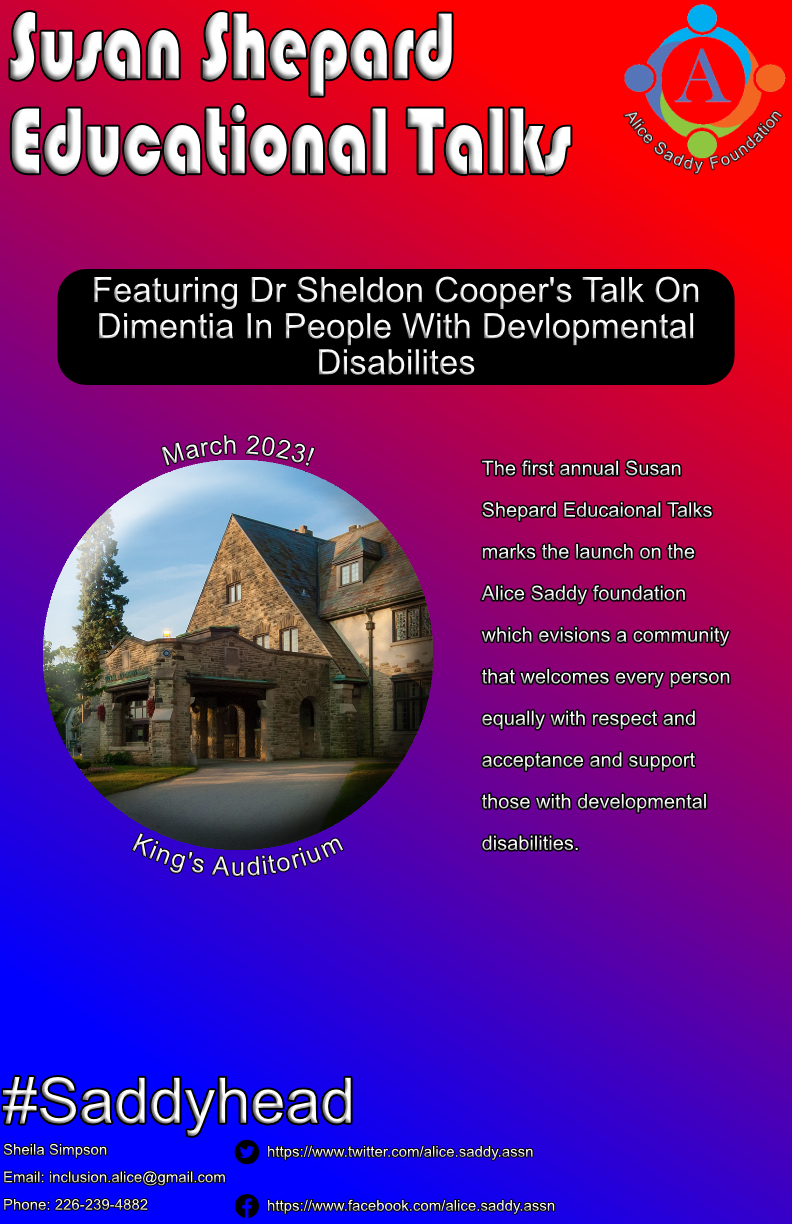 Susan Shepard
Educational Talks
A
Alice Saddy Foundation
Featuring Dr Sheldon Cooper's Talk On
Dimentia In People With Devlopmental
Disabilites
March 2023!
King's Auditorium
The first annual Susan
Shepard Educaional Talks
marks the launch on the
Alice Saddy foundation
which evisions a community
that welcomes every person
equally with respect and
acceptance and support
those with developmental
disabilities.
#Saddyhead
Sheila Simpson
Email: inclusion.alice@gmail.com
Phone: 226-239-4882
https://www.twitter.com/alice.saddy.assn
https://www.facebook.com/alice.saddy.assn